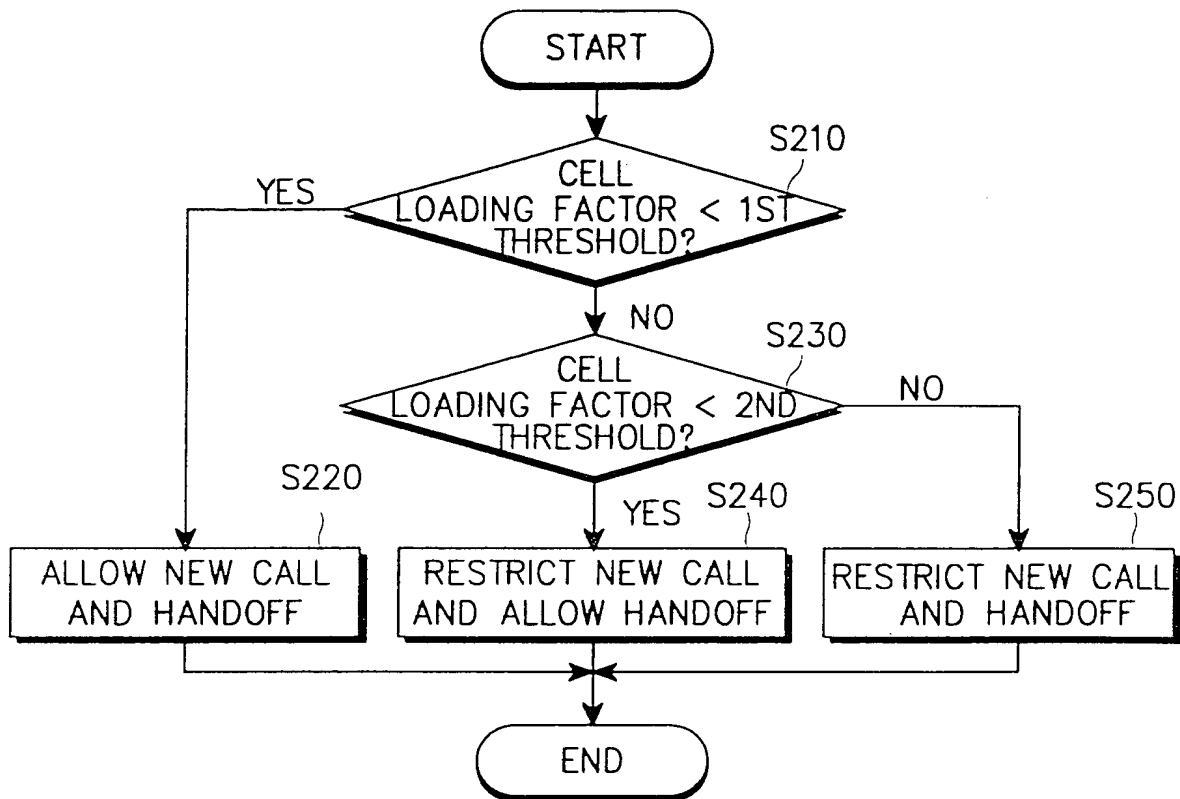 START
S210
YES
CELL
LOADING FACTOR < 1ST
THRESHOLD?
NO
S230
CELL
LOADING FACTOR < 2ND
THRESHOLD?
NO
S220
YES
S240
S250
ALLOW NEW CALL
AND HANDOFF
RESTRICT NEW CALL
AND ALLOW HANDOFF
RESTRICT NEW CALL
AND HANDOFF
END